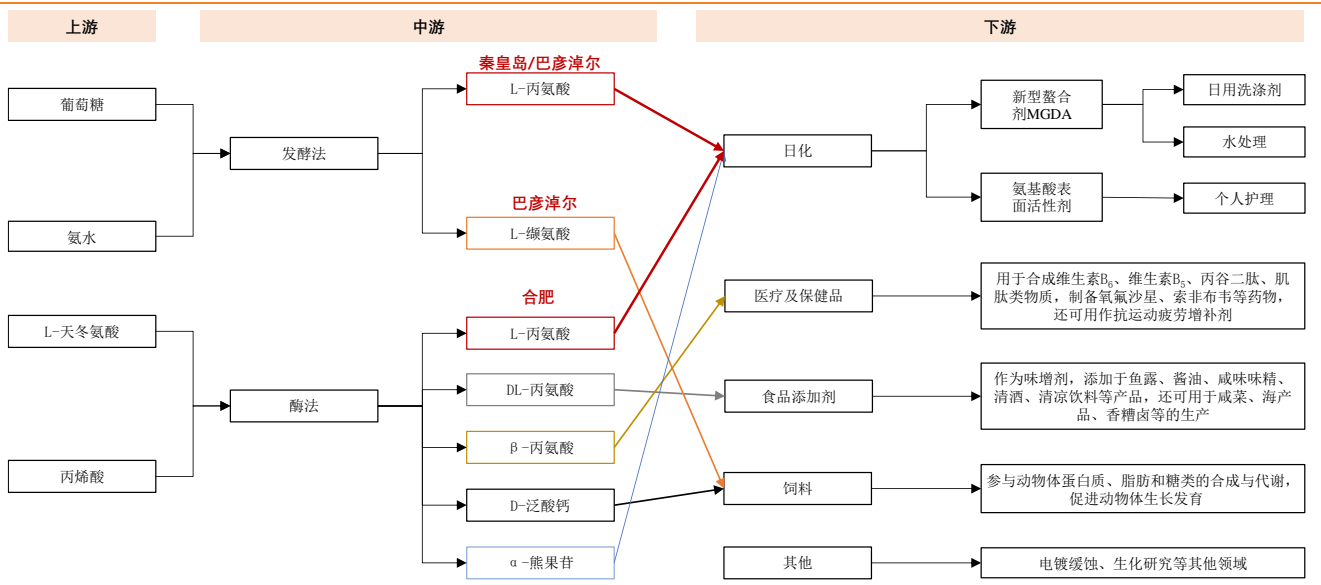 上游
中游
下游
葡萄糖
氨水
L-天冬氨酸
丙烯酸
发酵法
酶法
秦皇岛/巴彦淖尔
L-丙氨酸
巴彦淖尔
L-缬氨酸
合肥
L-丙氨酸
DL-丙氨酸
β-丙氨酸
D-泛酸钙
α-熊果苷
日化
医疗及保健品
食品添加剂
饲料
其他
新型螯合
剂MGDA
氨基酸表
面活性剂
日用洗涤剂
水处理
个人护理
用于合成维生素B₆、维生素B₅、丙谷二肽、肌
肽类物质，制备氧氟沙星、索非布韦等药物，
还可用作抗运动疲劳增补剂
作为味增剂，添加于鱼露、酱油、咸味味精、
清酒、清凉饮料等产品，还可用于咸菜、海产
品、香糟卤等的生产
参与动物体蛋白质、脂肪和糖类的合成与代谢，
促进动物体生长发育
电镀缓蚀、生化研究等其他领域